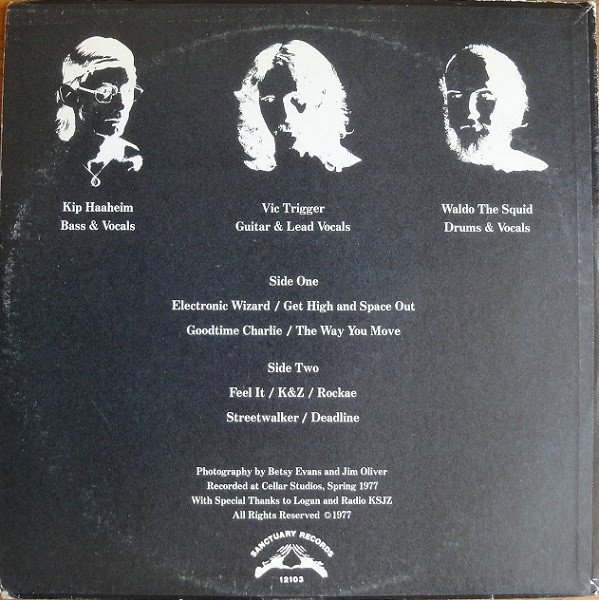 Kip Haaheim
Bass & Vocals
Vic Trigger
Guitar & Lead Vocals
Waldo The Squid
Drums & Vocals
Side One
Electronic Wizard / Get High and Space Out
Goodtime Charlie / The Way You Move
Side Two
Feel It / K&Z / Rockae
Streetwalker / Deadline
Photography by Betsy Evans and Jim Oliver
Recorded at Cellar Studios, Spring 1977
With Special Thanks to Logan and Radio KSJZ
All Rights Reserved ©1977
SANCTUARY RECORDS
12103